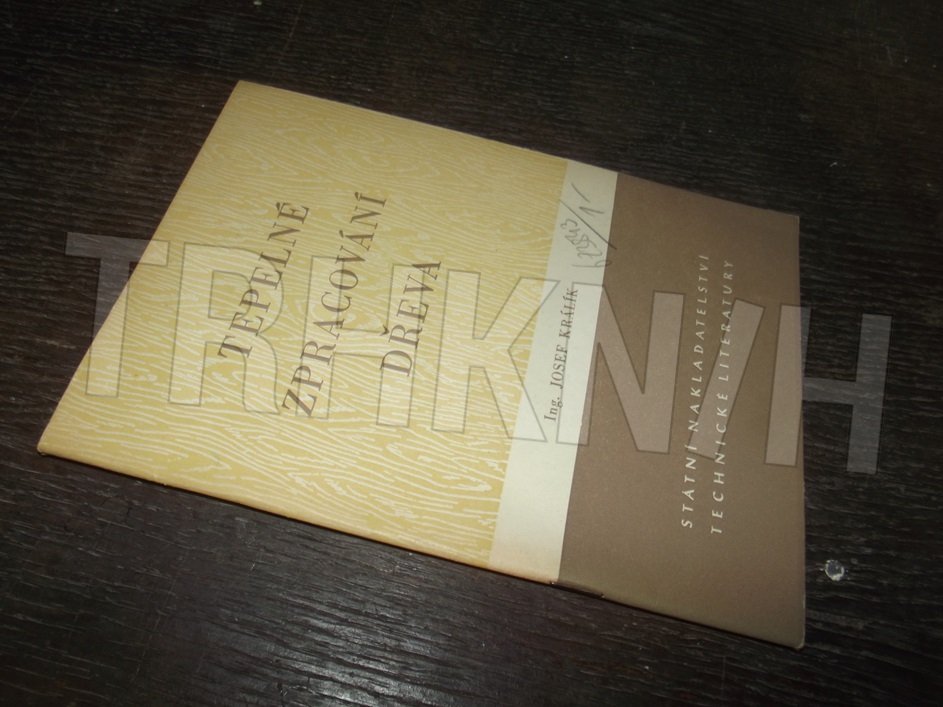 TEPELNÉ
ZPRACOVÁNÍ
DŘEVA
Ing. JOSEF KRÁLÍK
STÁTNÍ NAKLADATELSTVÍ
TECHNICKÉ LITERATURY
TRHKNIH